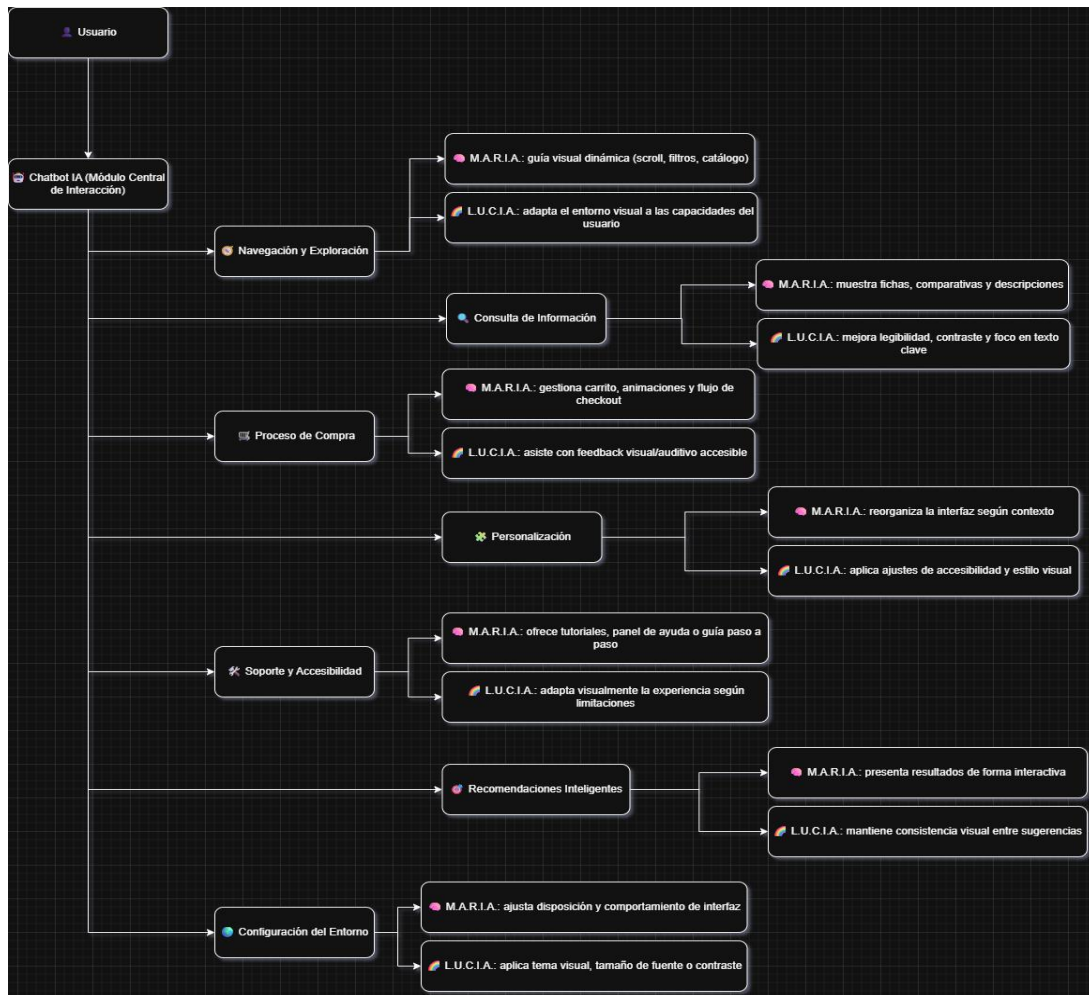 Usuario
Chatbot IA (Módulo Central
de Interacción)
M.A.R.I.A.: guía visual dinámica (scroll, filtros, catálogo)
L.U.C.I.A.: adapta el entorno visual a las capacidades del
usuario
Navegación y Exploración
M.A.R.I.A.: muestra fichas, comparativas y descripciones
Consulta de Información
L.U.C.I.A.: mejora legibilidad, contraste y foco en texto
clave
M.A.R.I.A.: gestiona carrito, animaciones y flujo de
checkout
Proceso de Compra
L.U.C.I.A.: asiste con feedback visual/auditivo accesible
M.A.R.I.A.: reorganiza la interfaz según contexto
Personalización
L.U.C.I.A.: aplica ajustes de accesibilidad y estilo visual
M.A.R.I.A.: ofrece tutoriales, panel de ayuda o guía paso a
paso
Soporte y Accesibilidad
L.U.C.I.A.: adapta visualmente la experiencia según
limitaciones
M.A.R.I.A.: presenta resultados de forma interactiva
Recomendaciones Inteligentes
L.U.C.I.A.: mantiene consistencia visual entre sugerencias
M.A.R.I.A.: ajusta disposición y comportamiento de interfaz
Configuración del Entorno
L.U.C.I.A.: aplica tema visual, tamaño de fuente o contraste